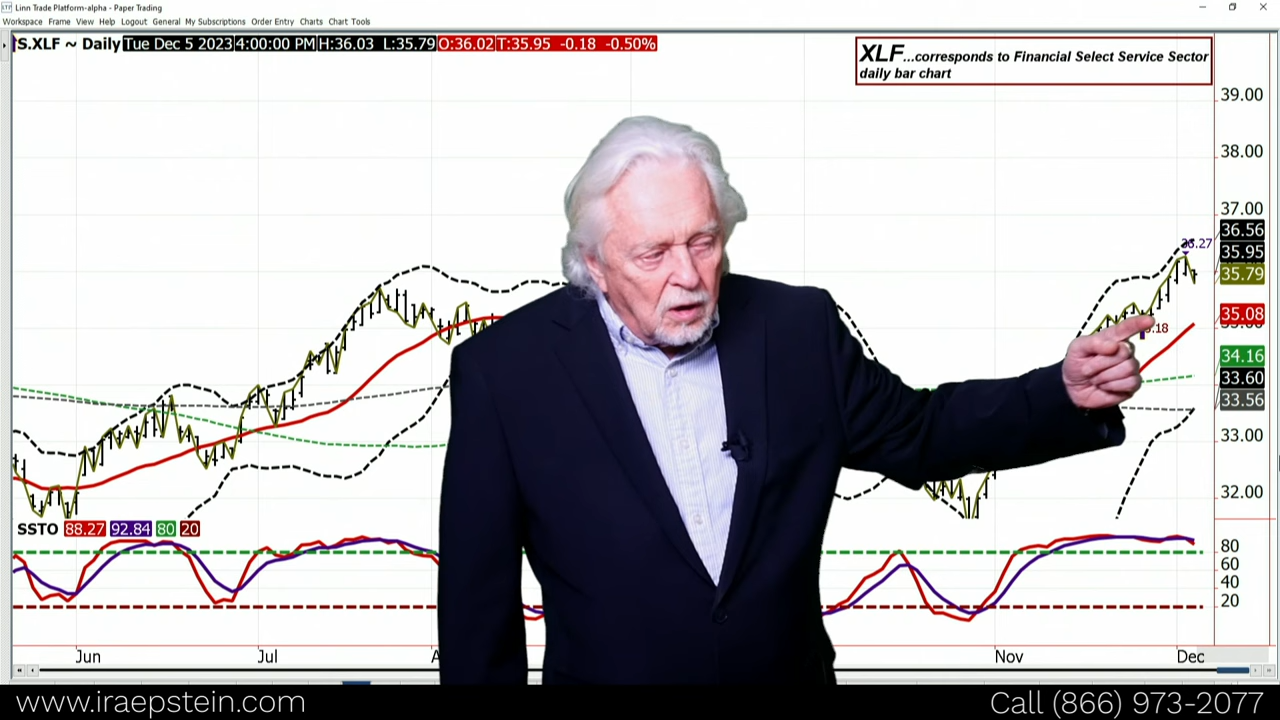 Linn Trade Platform-alpha - Paper Trading
Workspace Frame View Help Logout General My Subscriptions Order Entry Charts Chart Tools
S.XLF ~ Daily Tue Dec 5 2023 4:00:00 PM H:36.03 L:35.79 O:36.02 T:35.95 -0.18 -0.50%
XLF...corresponds to Financial Select Service Sector
daily bar chart
39.00
38.00
37.00
36.56
36.27
35.95
35.79
35.08
.18
34.16
33.60
33.56
33.00
32.00
SSTO 88.27 92.84 80 20
80
60
40
20
Jun Jul A Nov Dec
www.iraepstein.com Call (866) 973-2077